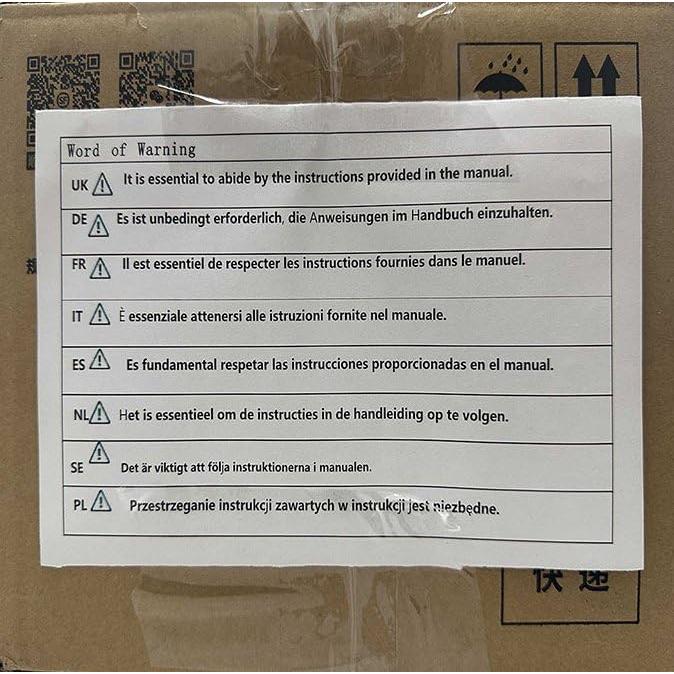 Word of Warning
UK It is essential to abide by the instructions provided in the manual.
DE Es ist unbedingt erforderlich, die Anweisungen im Handbuch einzuhalten.
FR Il est essentiel de respecter les instructions fournies dans le manuel.
IT È essenziale attenersi alle istruzioni fornite nel manuale.
ES Es fundamental respetar las instrucciones proporcionadas en el manual.
NL Het is essentieel om de instructies in de handleiding op te volgen.
SE Det är viktigt att följa instruktionerna i manualen.
PL Przestrzeganie instrukcji zawartych w instrukcji jest niezbędne.
快递